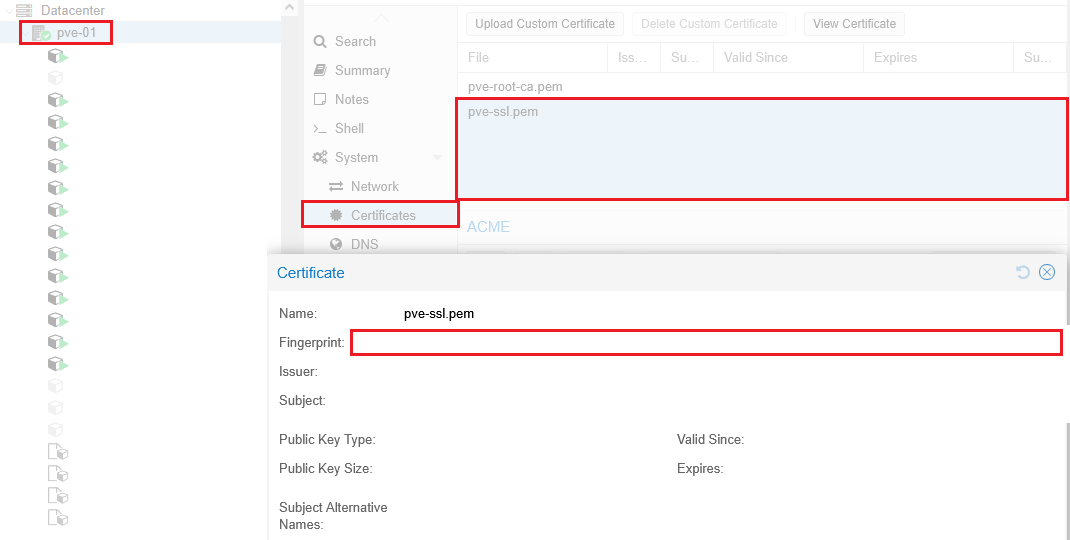 Datacenter
pve-01
Search
Summary
Notes
Shell
System
Network
Certificates
DNS
Upload Custom Certificate
Delete Custom Certificate
View Certificate
File
Iss...
Su...
Valid Since
Expires
Su...
pve-root-ca.pem
pve-ssl.pem
ACME
Certificate
Name: pve-ssl.pem
Fingerprint:
Issuer:
Subject:
Public Key Type:
Valid Since:
Public Key Size:
Expires:
Subject Alternative
Names: